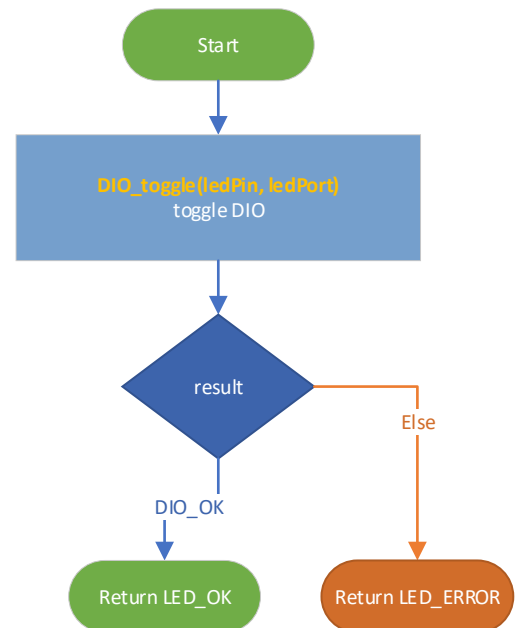 Start
DIO_toggle(ledPin, ledPort)
toggle DIO
result
Else
DIO_OK
Return LED_OK
Return LED_ERROR